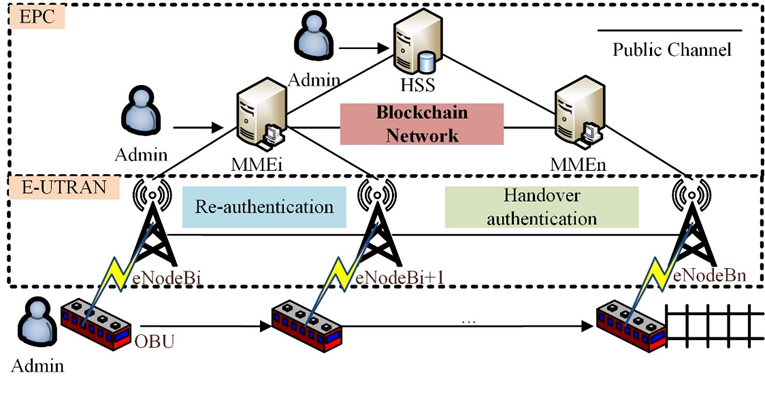 EPC
Public Channel
Admin
HSS
Blockchain
Network
Admin
MMEi
MMEn
E-UTRAN
Re-authentication
Handover
authentication
eNodeBi
eNodeBi+1
eNodeBn
...
OBU
Admin